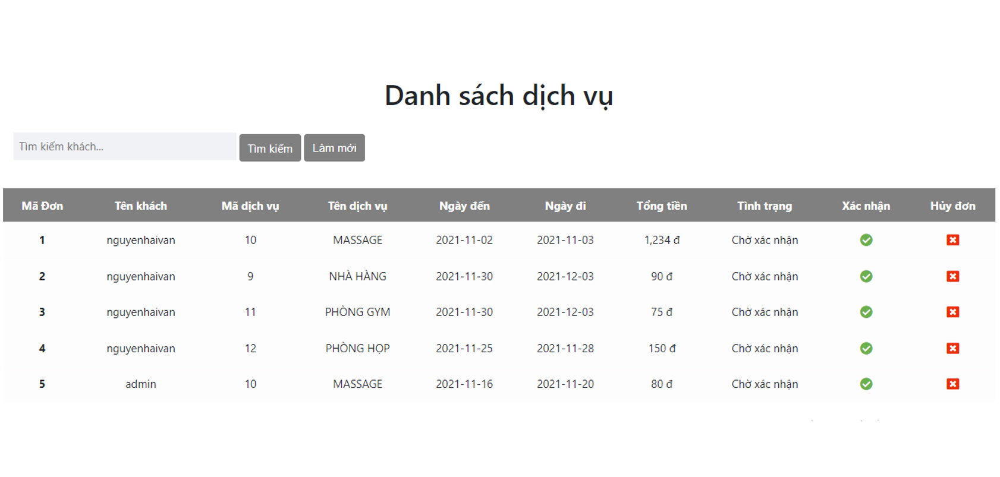 Danh sách dịch vụ
Tìm kiếm khách... Tìm kiếm Làm mới
Mã Đơn Tên khách Mã dịch vụ Tên dịch vụ Ngày đến Ngày đi Tổng tiền Tình trạng Xác nhận Hủy đơn
1 nguyenhaivan 10 MASSAGE 2021-11-02 2021-11-03 1,234 đ Chờ xác nhận
2 nguyenhaivan 9 NHÀ HÀNG 2021-11-30 2021-12-03 90 đ Chờ xác nhận
3 nguyenhaivan 11 PHÒNG GYM 2021-11-30 2021-12-03 75 đ Chờ xác nhận
4 nguyenhaivan 12 PHÒNG HỌP 2021-11-25 2021-11-28 150 đ Chờ xác nhận
5 admin 10 MASSAGE 2021-11-16 2021-11-20 80 đ Chờ xác nhận